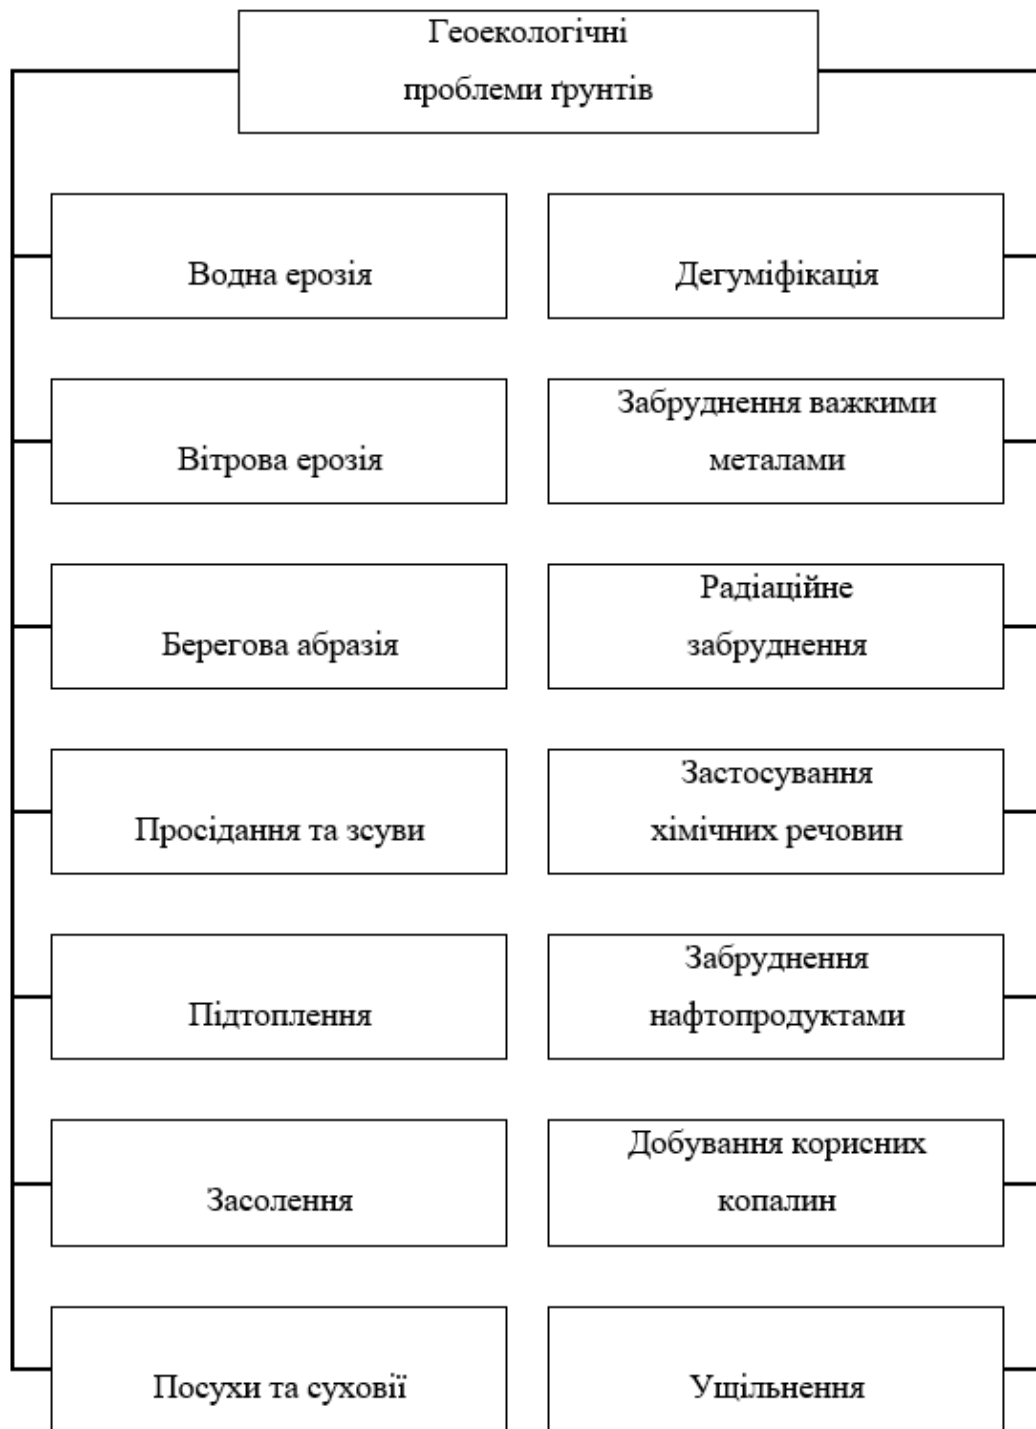 Геоекологічні
проблеми ґрунтів
Водна ерозія
Дегуміфікація
Вітрова ерозія
Забруднення важкими
металами
Берегова абразія
Радіаційне
забруднення
Просідання та зсуви
Застосування
хімічних речовин
Підтоплення
Забруднення
нафтопродуктами
Засолення
Добування корисних
копалин
Посухи та суховії
Ущільнення